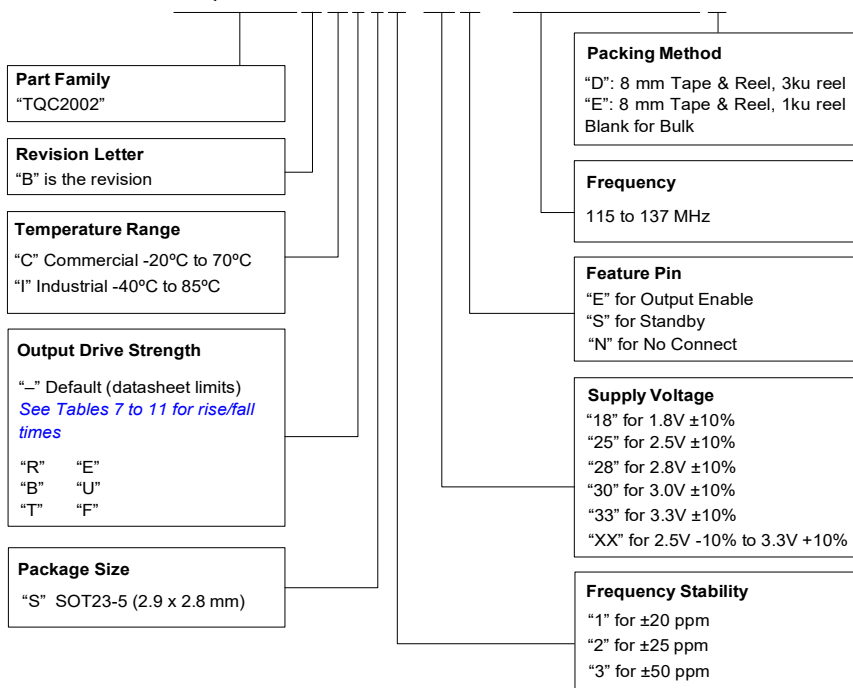 Part Family
“TQC2002”
Revision Letter
“B” is the revision
Temperature Range
“C” Commercial -20ºC to 70ºC
“I” Industrial -40ºC to 85ºC
Output Drive Strength
“–” Default (datasheet limits)
See Tables 7 to 11 for rise/fall
times
“R” “E”
“B” “U”
“T” “F”
Package Size
“S” SOT23-5 (2.9 x 2.8 mm)
Packing Method
“D”: 8 mm Tape & Reel, 3ku reel
“E”: 8 mm Tape & Reel, 1ku reel
Blank for Bulk
Frequency
115 to 137 MHz
Feature Pin
“E” for Output Enable
“S” for Standby
“N” for No Connect
Supply Voltage
“18” for 1.8V ±10%
“25” for 2.5V ±10%
“28” for 2.8V ±10%
“30” for 3.0V ±10%
“33” for 3.3V ±10%
“XX” for 2.5V -10% to 3.3V +10%
Frequency Stability
“1” for ±20 ppm
“2” for ±25 ppm
“3” for ±50 ppm